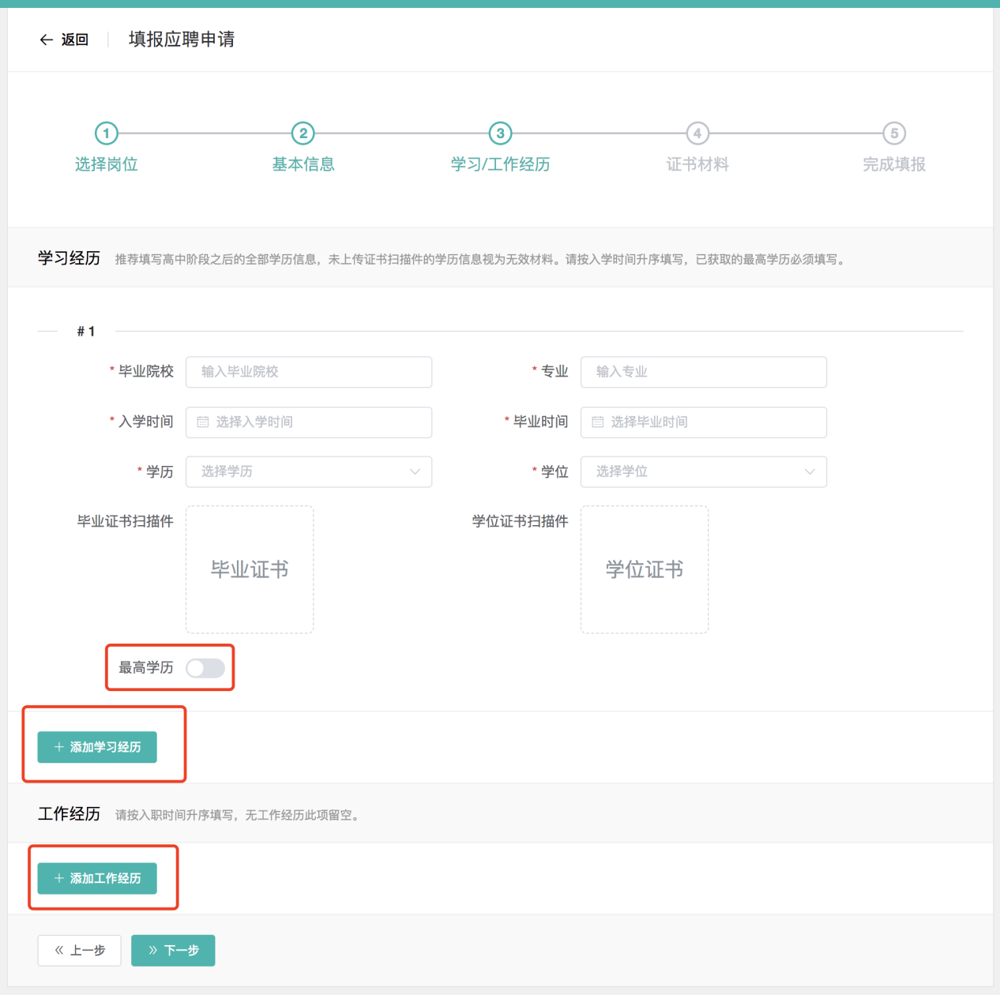 ← 返回 填报应聘申请
1 2 3 4 5
选择岗位 基本信息 学习/工作经历 证书材料 完成填报
学习经历 推荐填写高中阶段之后的全部学历信息，未上传证书扫描件的学历信息视为无效材料。请按入学时间升序填写，已获取的最高学历必须填写。
# 1
* 毕业院校 输入毕业院校 * 专业 输入专业
* 入学时间 选择入学时间 * 毕业时间 选择毕业时间
* 学历 选择学历 * 学位 选择学位
毕业证书扫描件 学位证书扫描件
毕业证书 学位证书
最高学历
+ 添加学习经历
工作经历 请按入职时间升序填写，无工作经历此项留空。
+ 添加工作经历
« 上一步 » 下一步